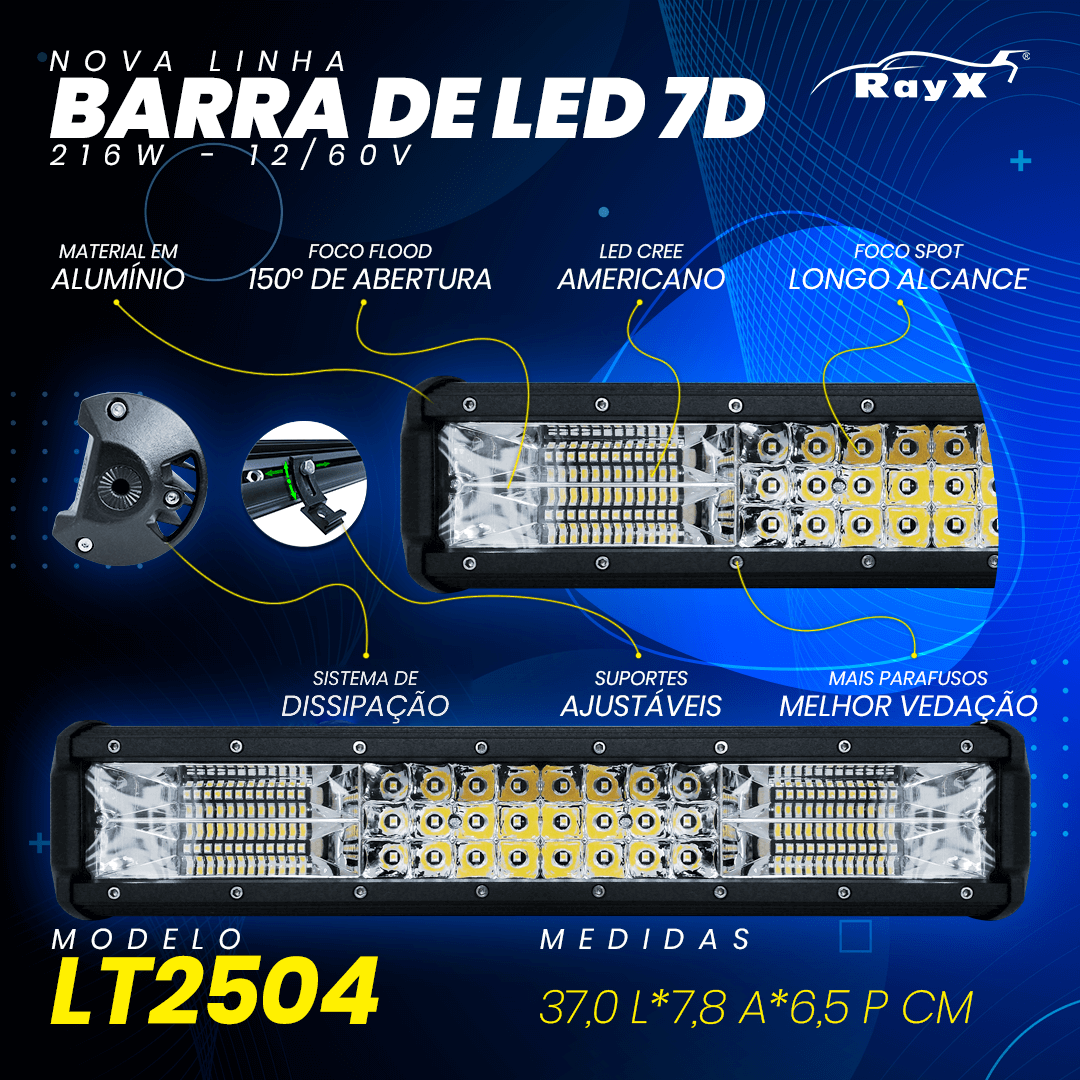 NOVA LINHA
BARRA DE LED 7D
216W - 12/60V
RayX®
MATERIAL EM
ALUMÍNIO
FOCO FLOOD
150º DE ABERTURA
LED CREE
AMERICANO
FOCO SPOT
LONGO ALCANCE
SISTEMA DE
DISSIPAÇÃO
SUPORTES
AJUSTÁVEIS
MAIS PARAFUSOS
MELHOR VEDAÇÃO
MODELO
LT2504
MEDIDAS
37,0 L*7,8 A*6,5 P CM